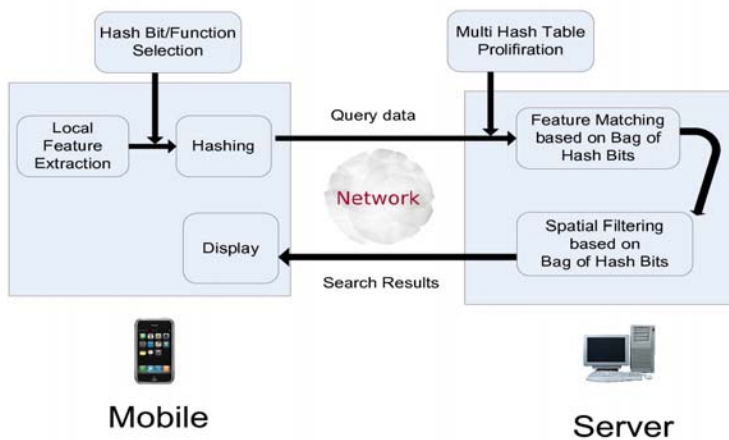 Hash Bit/Function
Selection
Multi Hash Table
Prolifiration
Local
Feature
Extraction
Hashing
Query data
Feature Matching
based on Bag of
Hash Bits
Network
Display
Search Results
Spatial Filtering
based on
Bag of Hash Bits
Mobile
Server